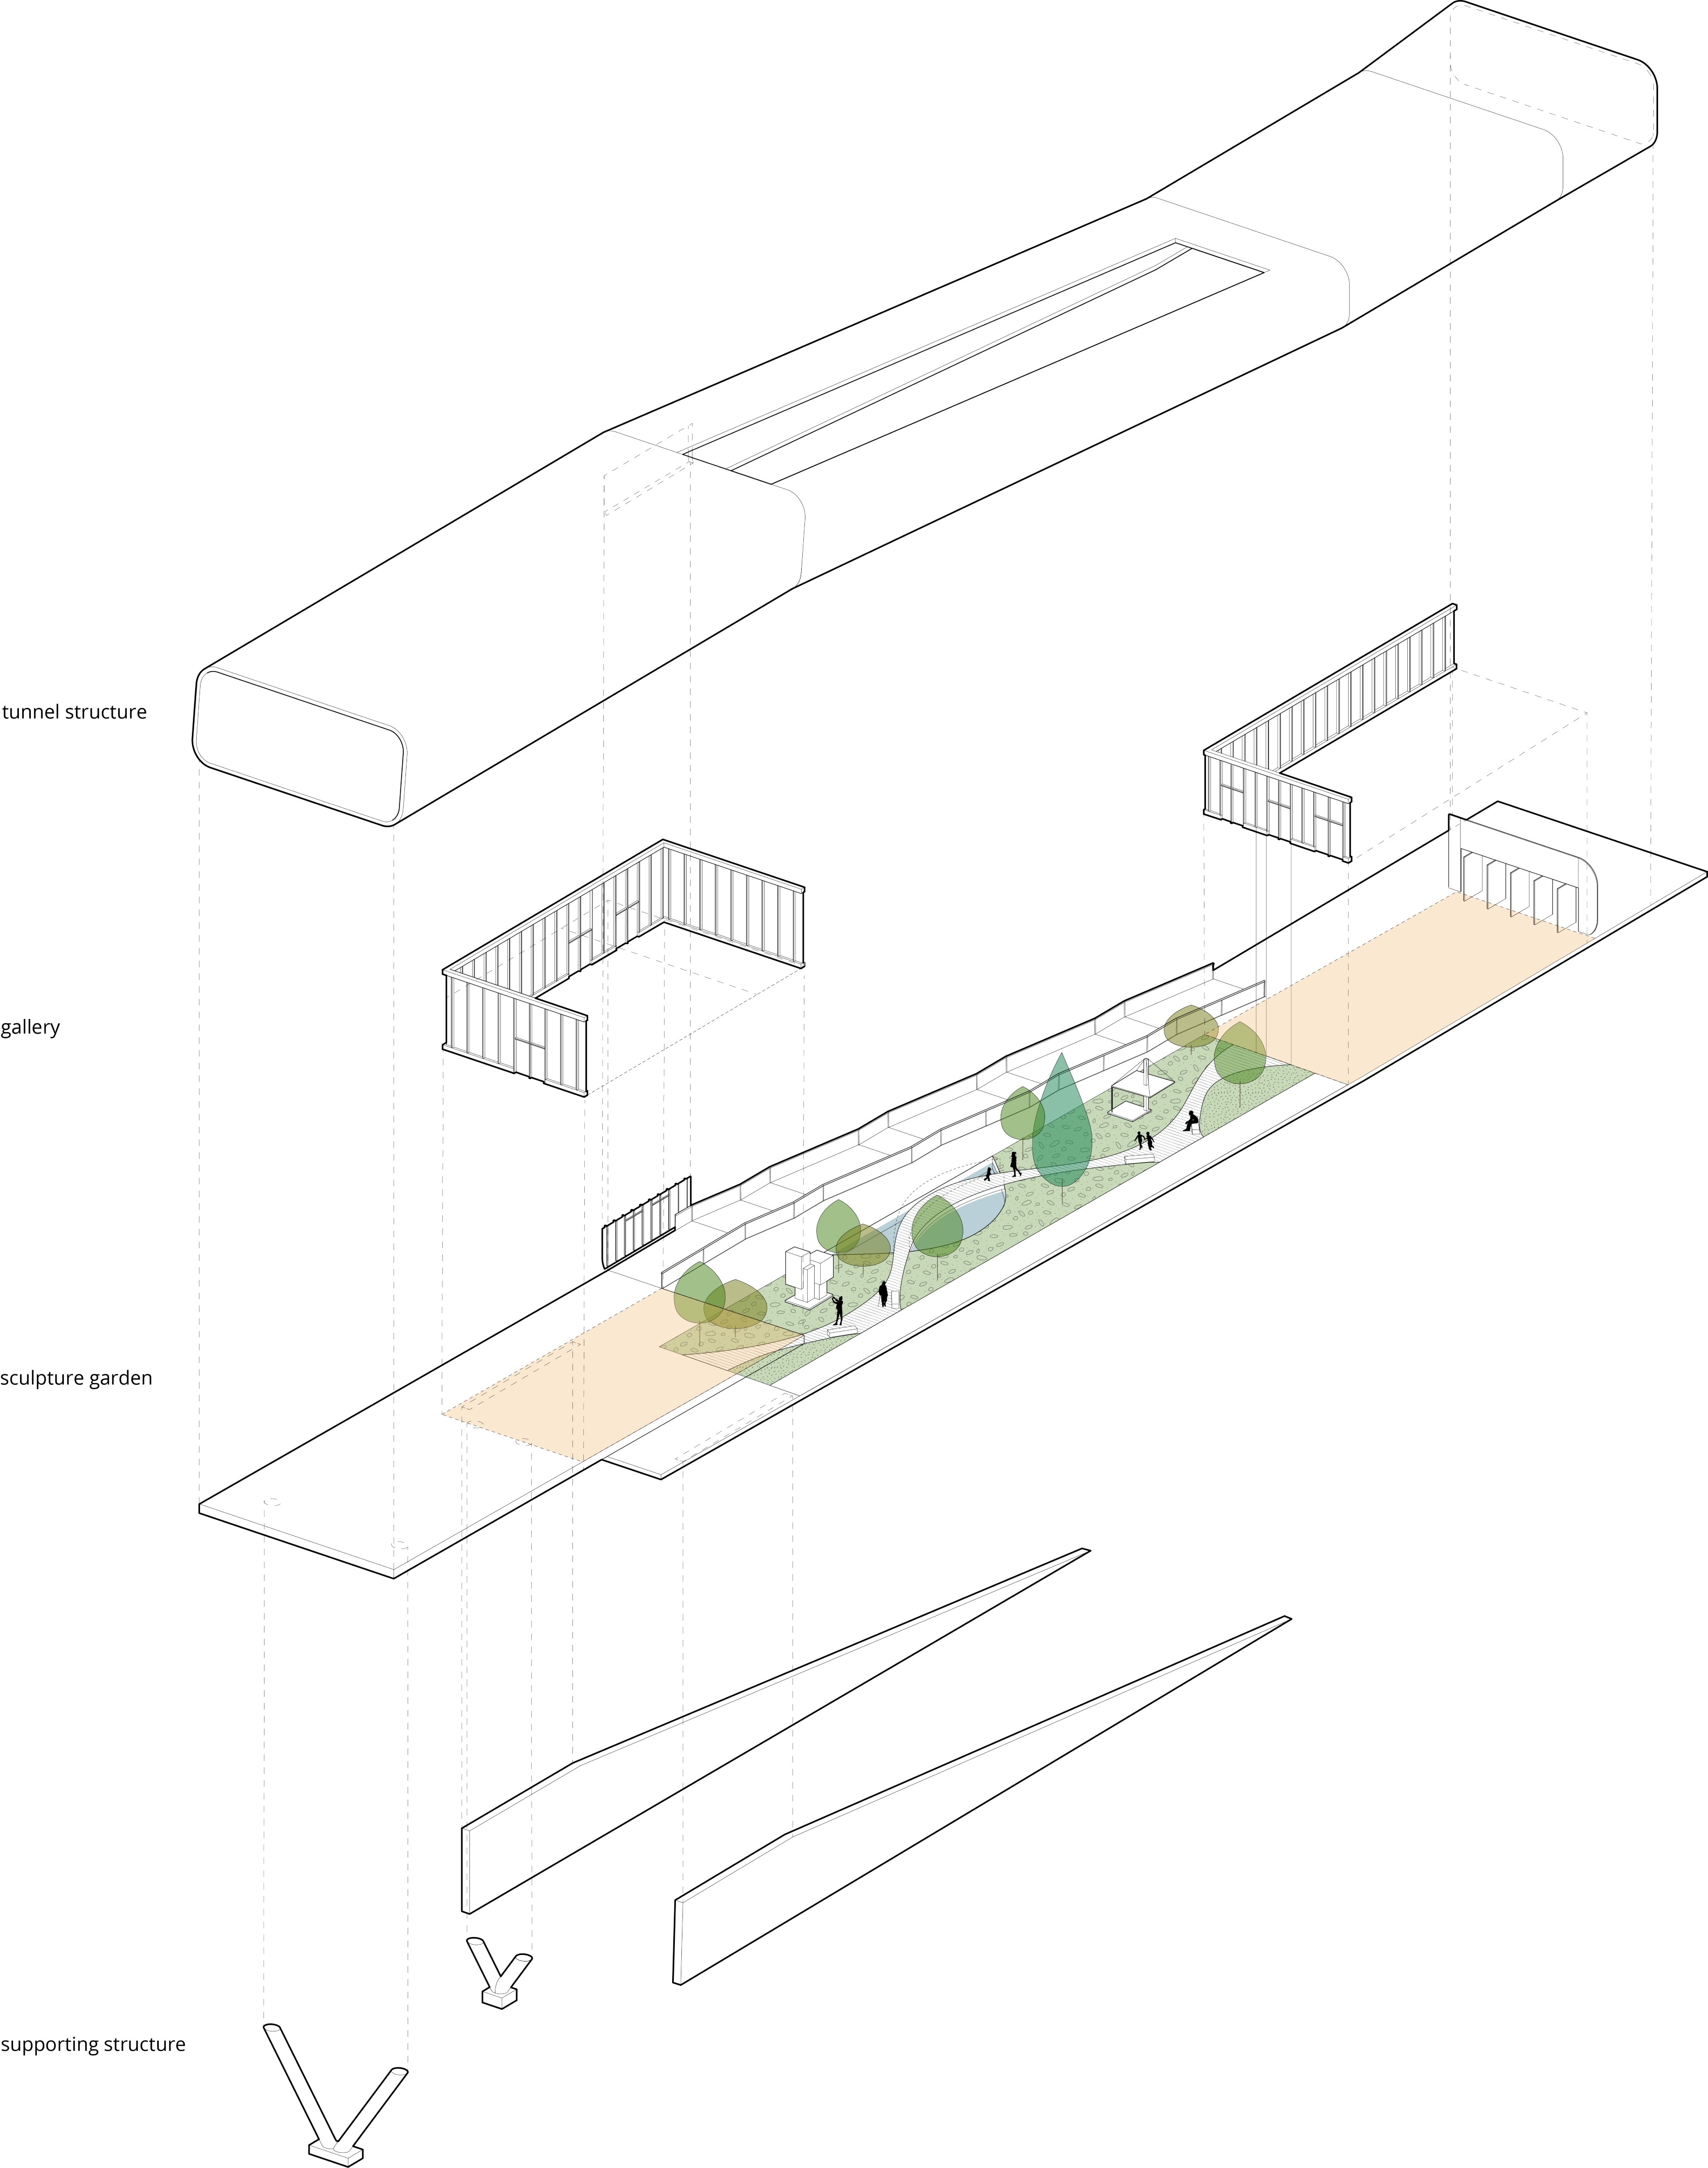 tunnel structure
gallery
sculpture garden
supporting structure